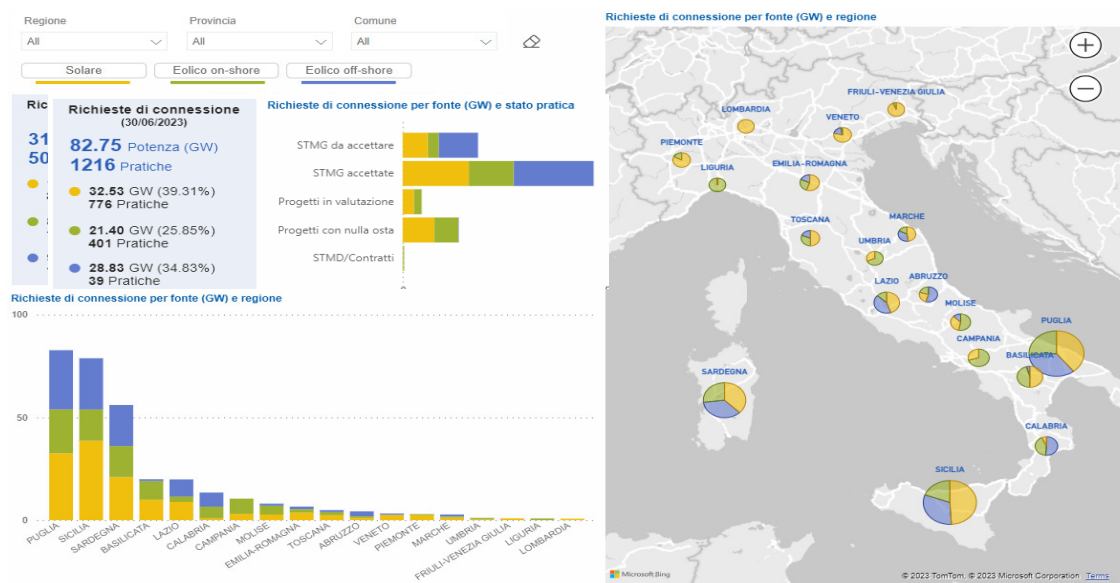 Regione
Provincia
Comune
All
All
All
Solare
Eolico on-shore
Eolico off-shore
Ric
31
50
Richieste di connessione
(30/06/2023)
82.75 Potenza (GW)
1216 Pratiche
32.53 GW (39.31%)
776 Pratiche
21.40 GW (25.85%)
401 Pratiche
28.83 GW (34.83%)
39 Pratiche
Richieste di connessione per fonte (GW) e stato pratica
STMG da accettare
STMG accettate
Progetti in valutazione
Progetti con nulla osta
STMD/Contratti
Richieste di connessione per fonte (GW) e regione
100
50
0
PUGLIA
SICILIA
SARDEGNA
BASILICATA
LAZIO
CALABRIA
CAMPANIA
MOLISE
EMILIA-ROMAGNA
TOSCANA
ABRUZZO
VENETO
PIEMONTE
MARCHE
UMBRIA
FRIULI-VENEZIA GIULIA
LIGURIA
LOMBARDIA
Richieste di connessione per fonte (GW) e regione
FRIULI-VENEZIA GIULIA
LOMBARDIA
VENETO
PIEMONTE
EMILIA-ROMAGNA
LIGURIA
TOSCANA
MARCHE
UMBRIA
LAZIO
ABRUZZO
MOLISE
PUGLIA
CAMPANIA
BASILICATA
SARDEGNA
CALABRIA
SICILIA
Microsoft Bing
© 2023 TomTom, © 2023 Microsoft Corporation Terms